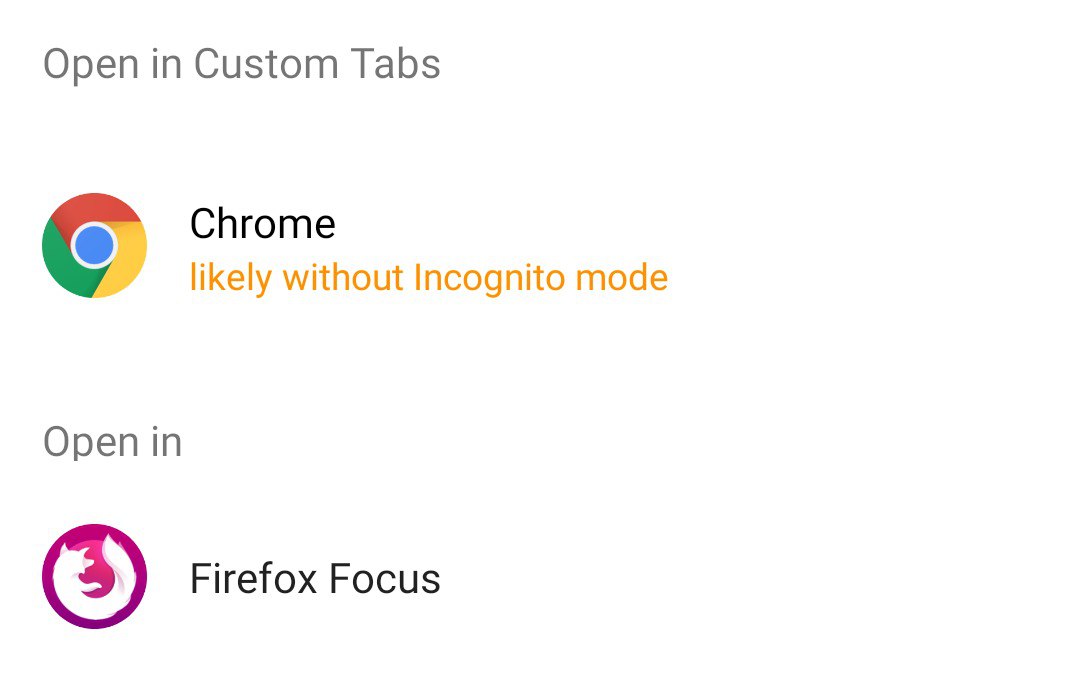 Open in Custom Tabs
Chrome
likely without Incognito mode
Open in
Firefox Focus